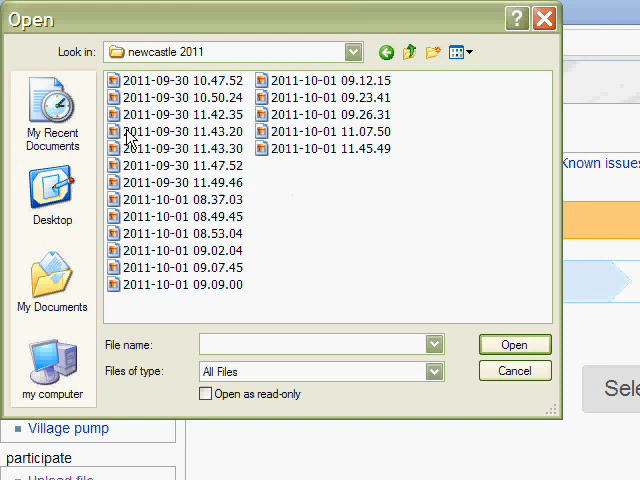 Open
Look in: newcastle 2011
2011-09-30 10.47.52
2011-09-30 10.50.24
2011-09-30 11.42.35
2011-09-30 11.43.20
2011-09-30 11.43.30
2011-09-30 11.47.52
2011-09-30 11.49.46
2011-10-01 08.37.03
2011-10-01 08.49.45
2011-10-01 08.53.04
2011-10-01 09.02.04
2011-10-01 09.07.45
2011-10-01 09.09.00
2011-10-01 09.12.15
2011-10-01 09.23.41
2011-10-01 09.26.31
2011-10-01 11.07.50
2011-10-01 11.45.49
My Recent
Documents
Desktop
My Documents
my computer
File name:
Open
Files of type: All Files
Cancel
Open as read-only
Known issues
Sele
Village pump
participate
Upload file